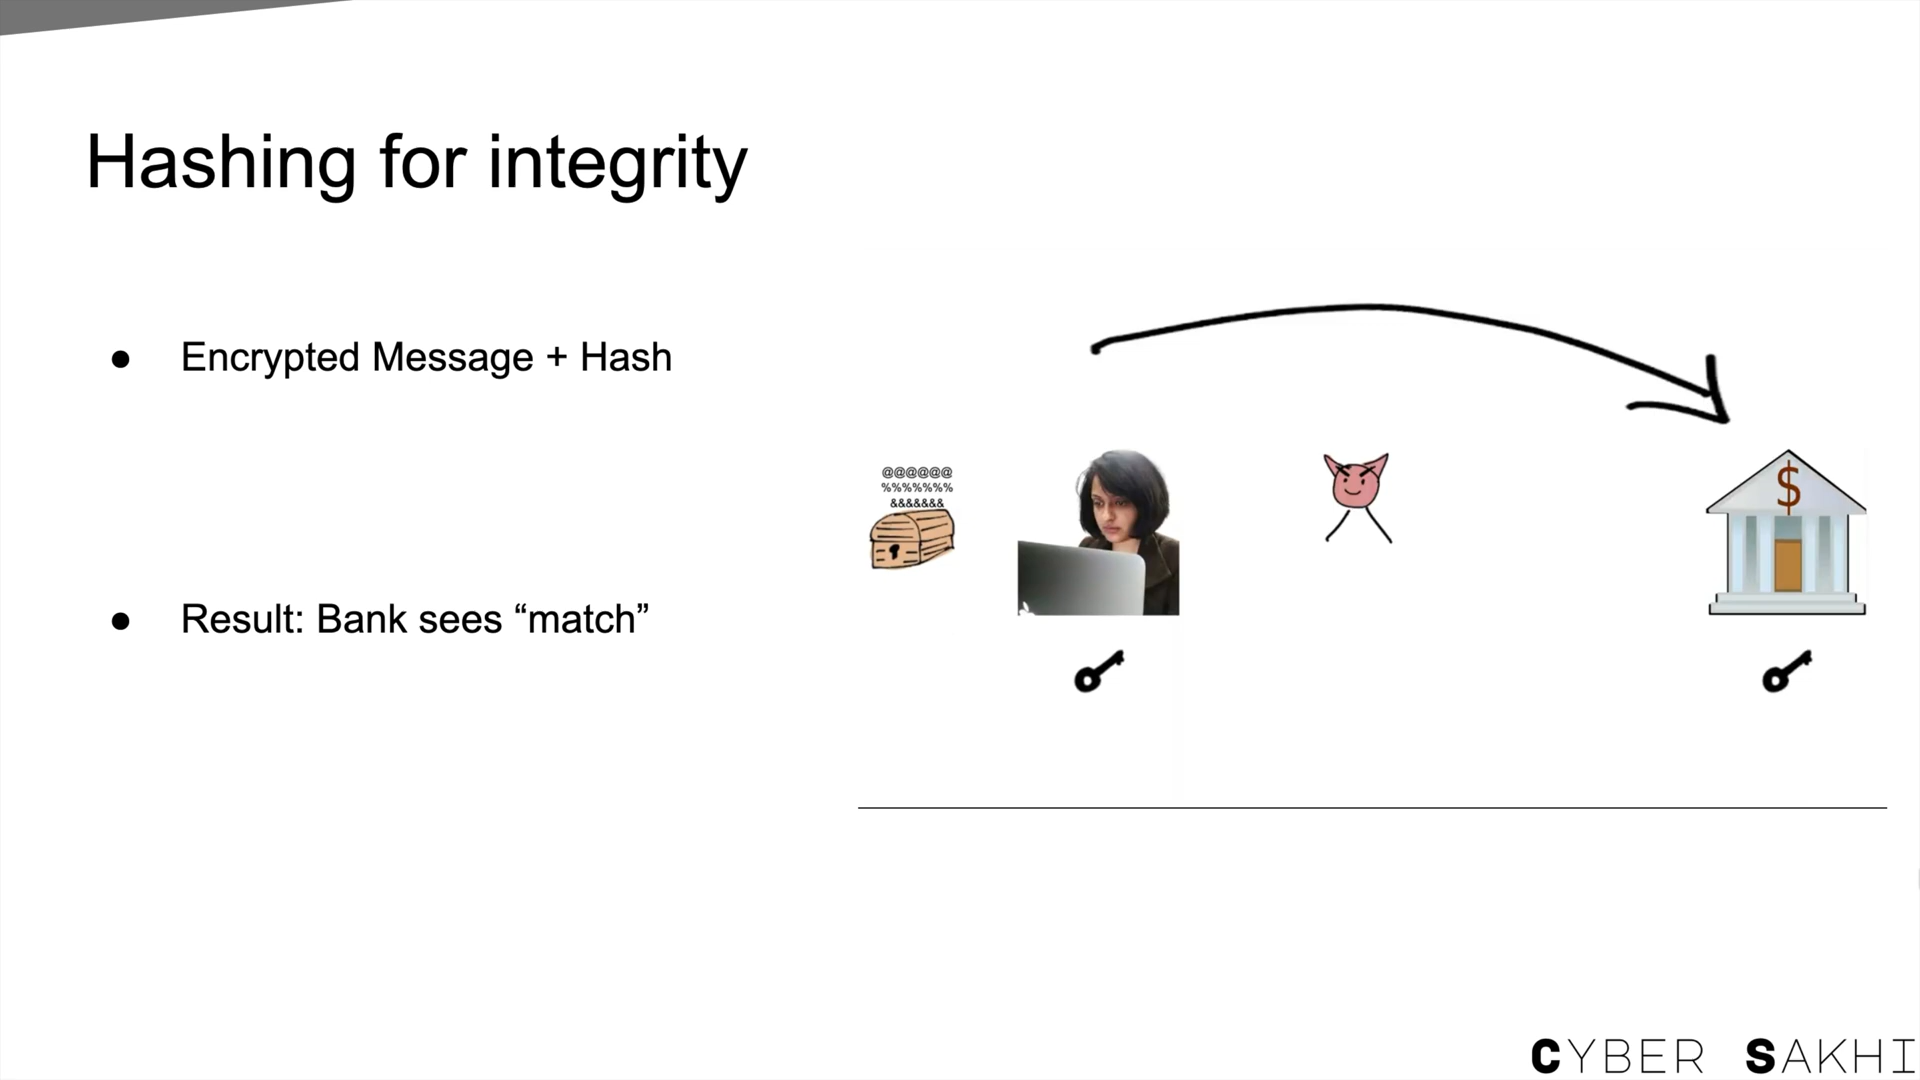 Hashing for integrity
● Encrypted Message + Hash
● Result: Bank sees “match”
@@@@@@
%%%%%%%
&&&&&&&
$
CYBER SAKHI